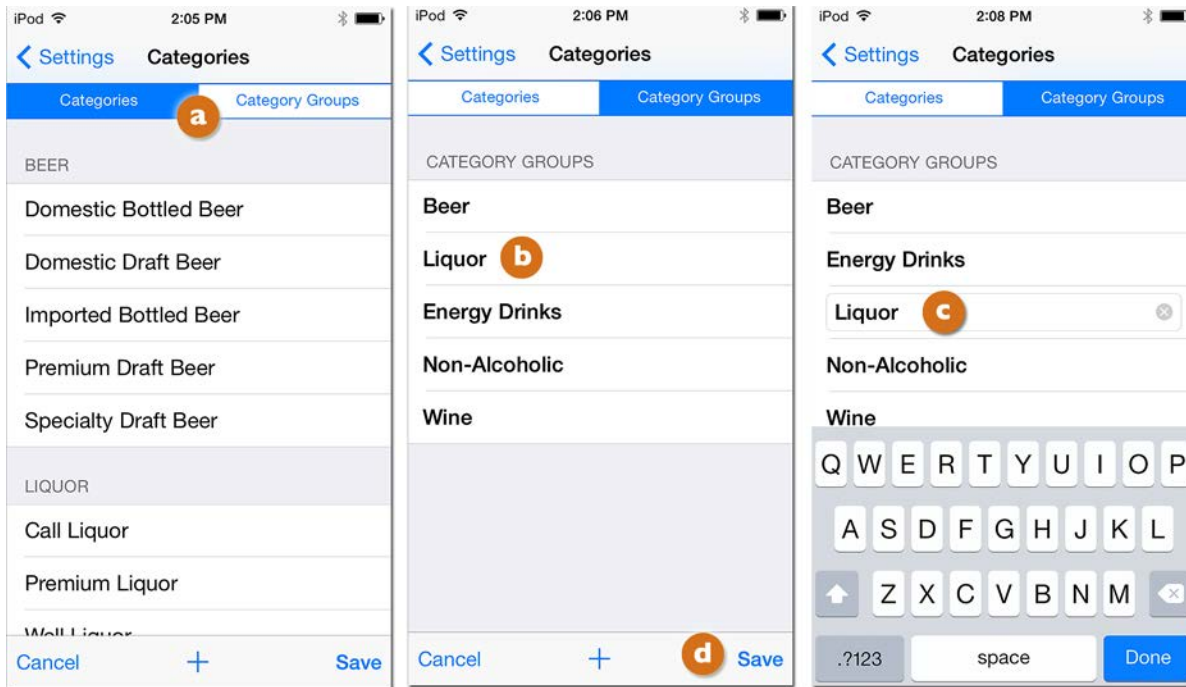 iPod 2:05 PM
Settings Categories
Categories Category Groups
a
BEER
Domestic Bottled Beer
Domestic Draft Beer
Imported Bottled Beer
Premium Draft Beer
Specialty Draft Beer
LIQUOR
Call Liquor
Premium Liquor
Well Liquor
Cancel + Save
iPod 2:06 PM
Settings Categories
Categories Category Groups
CATEGORY GROUPS
Beer
Liquor b
Energy Drinks
Non-Alcoholic
Wine
Cancel + d Save
iPod 2:08 PM
Settings Categories
Categories Category Groups
CATEGORY GROUPS
Beer
Energy Drinks
Liquor c
Non-Alcoholic
Wine
Q W E R T Y U I O P
A S D F G H J K L
Z X C V B N M
.?123 space Done